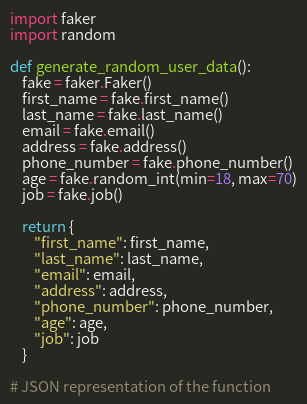 import faker
import random

def generate_random_user_data():
    fake = faker.Faker()
    first_name = fake.first_name()
    last_name = fake.last_name()
    email = fake.email()
    address = fake.address()
    phone_number = fake.phone_number()
    age = fake.random_int(min=18, max=70)
    job = fake.job()

    return {
        "first_name": first_name,
        "last_name": last_name,
        "email": email,
        "address": address,
        "phone_number": phone_number,
        "age": age,
        "job": job
    }

# JSON representation of the function